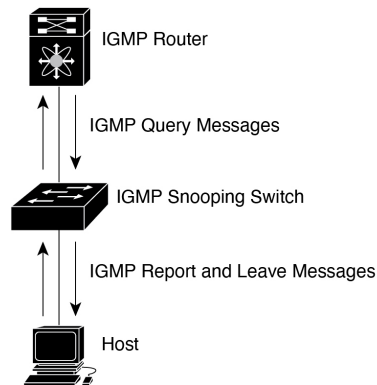 IGMP Router
IGMP Query Messages
IGMP Snooping Switch
IGMP Report and Leave Messages
Host